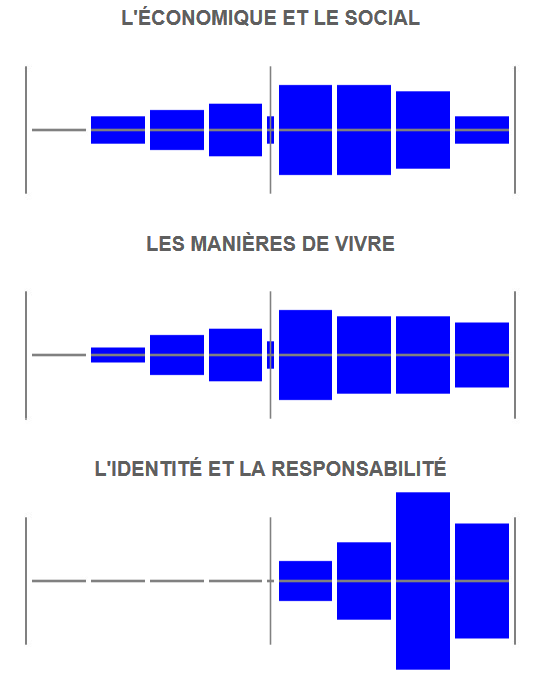 L'ÉCONOMIQUE ET LE SOCIAL
LES MANIÈRES DE VIVRE
L'IDENTITÉ ET LA RESPONSABILITÉ